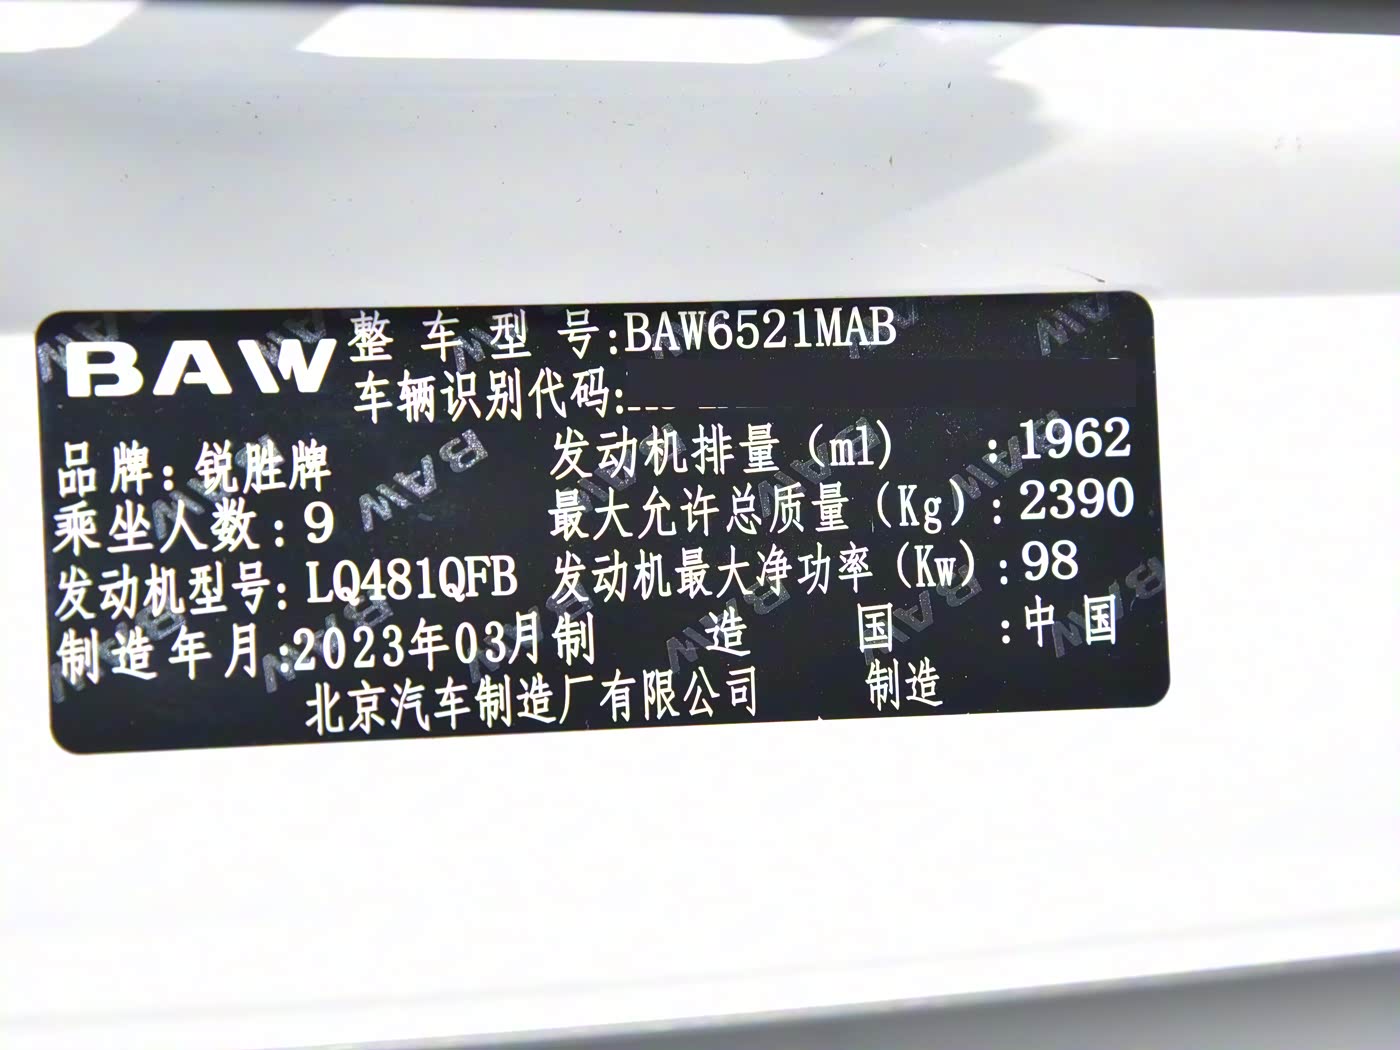 BAW
整车型号:BAW6521MAB
车辆识别代码:
品牌:锐胜牌 发动机排量(ml):1962
乘坐人数:9 最大允许总质量(Kg):2390
发动机型号:LQ481QFB 发动机最大净功率(Kw):98
制造年月:2023年03月 制造国:中国
北京汽车制造厂有限公司 制造